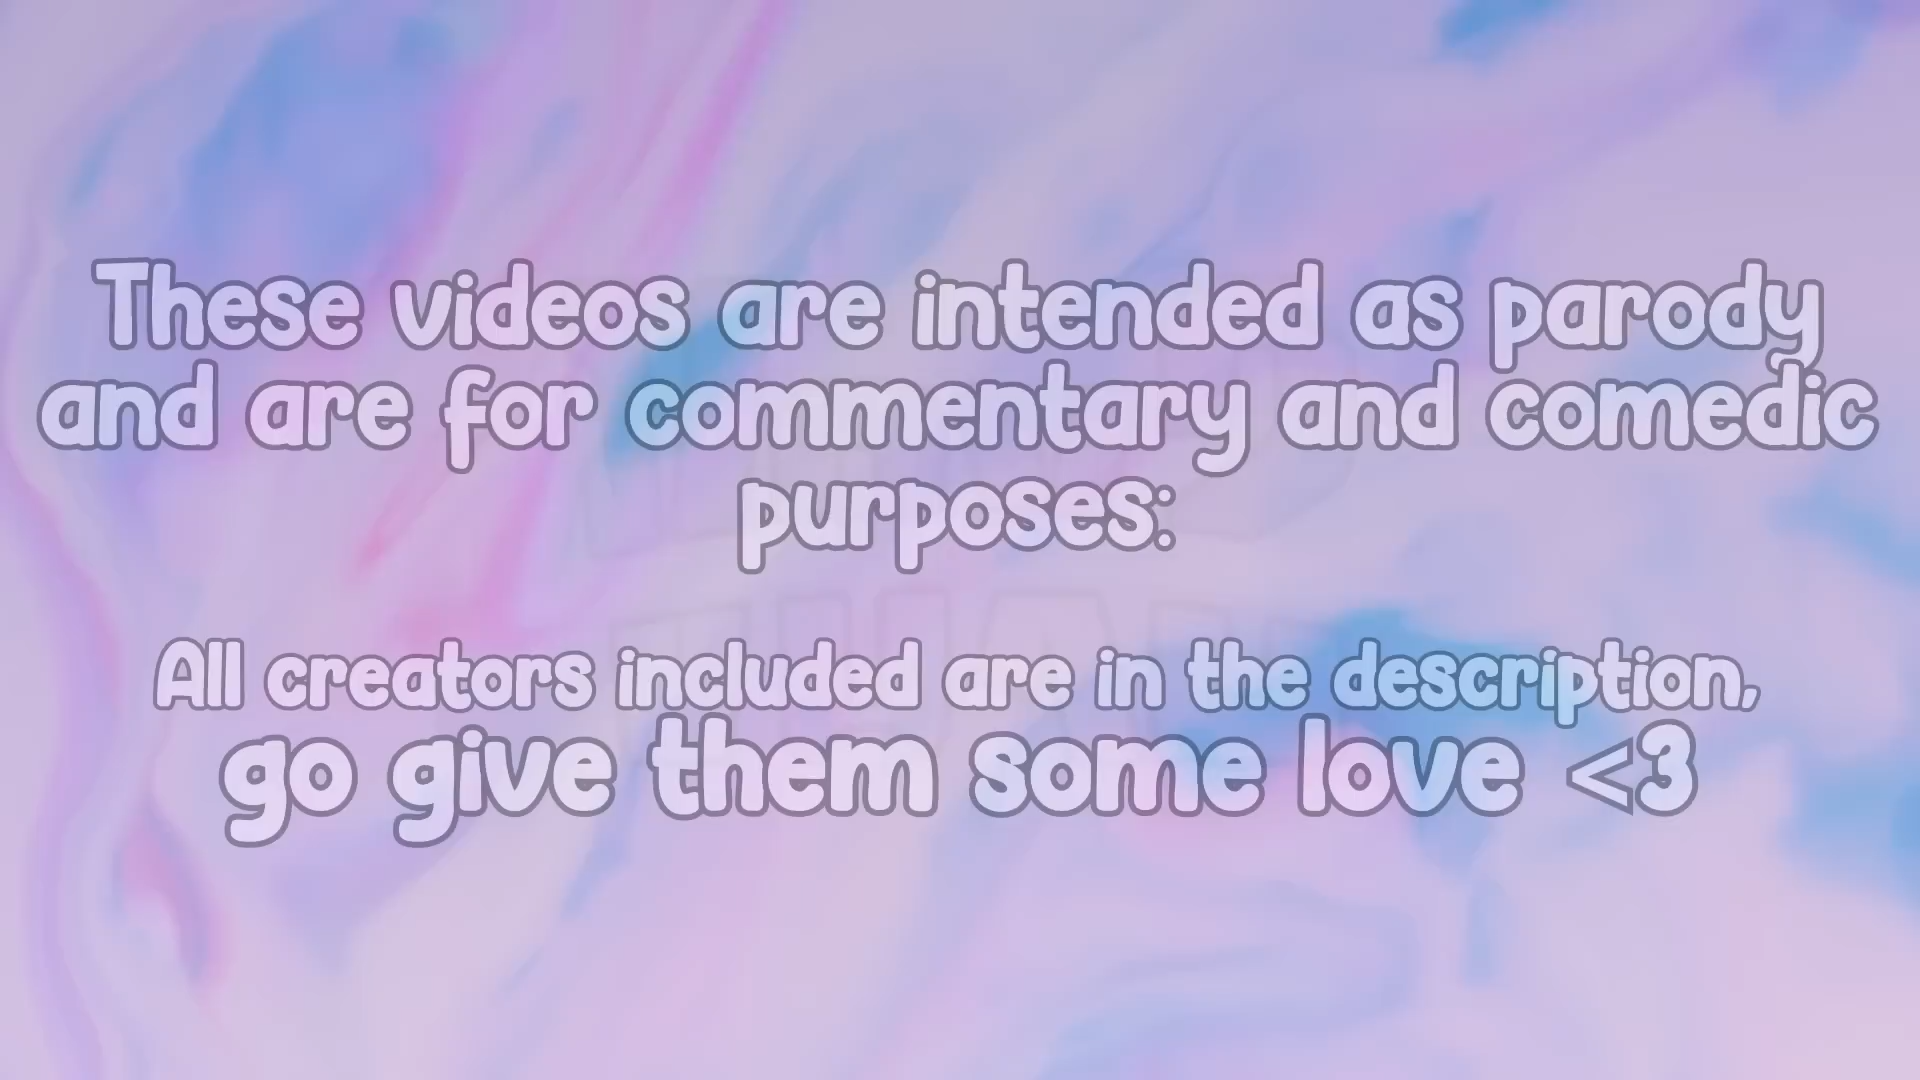 These videos are intended as parody
and are for commentary and comedic
purposes:
All creators included are in the description,
go give them some love <3